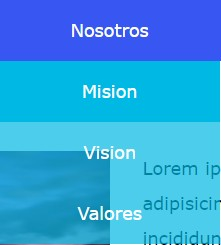 Nosotros
Mision
Vision
Lorem ip
adipisicin
Valores
incididun